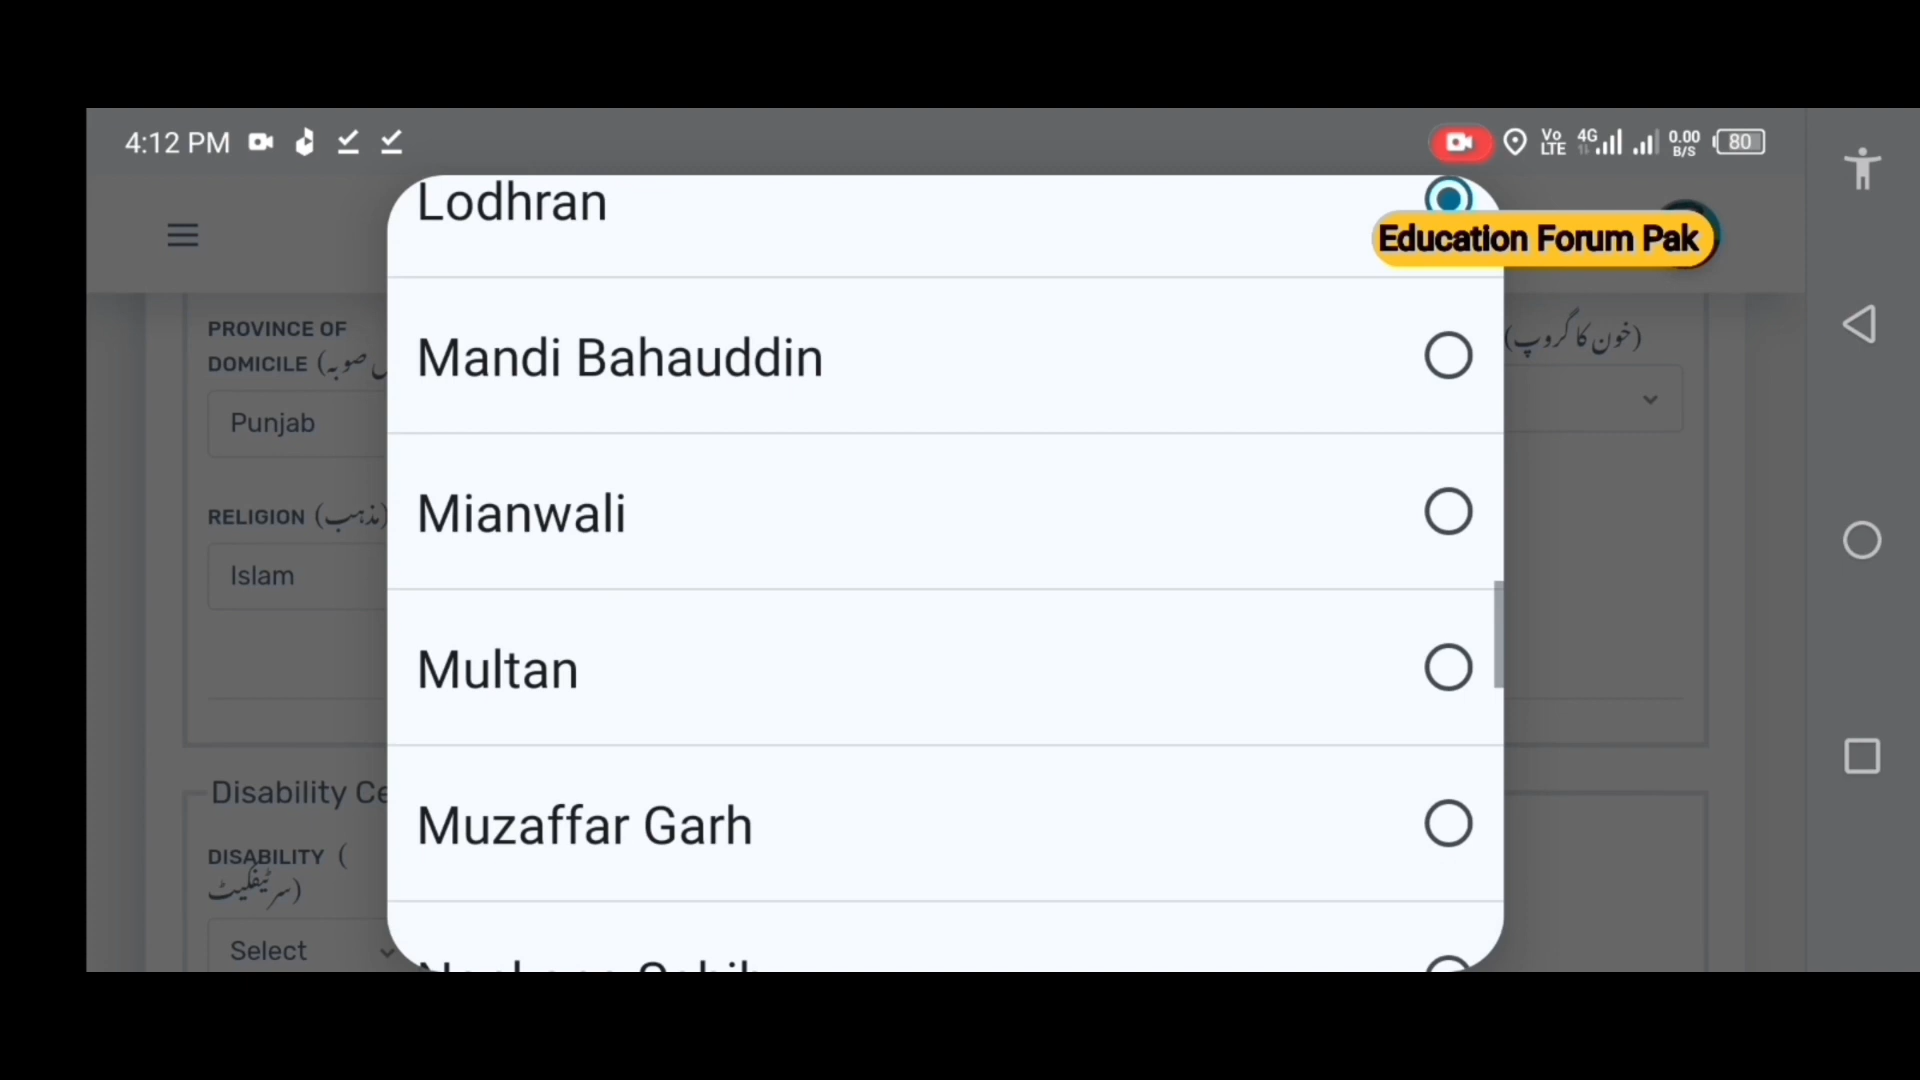 4:12 PM
Vo LTE 4G 0.00 B/S 80
Lodhran
Education Forum Pak
Mandi Bahauddin
Mianwali
Multan
Muzaffar Garh
PROVINCE OF
DOMICILE (
Punjab
RELIGION (مذہب)
Islam
(خون کا گروپ)
Disability Ce
DISABILITY (
سرٹیفکیٹ)
Select